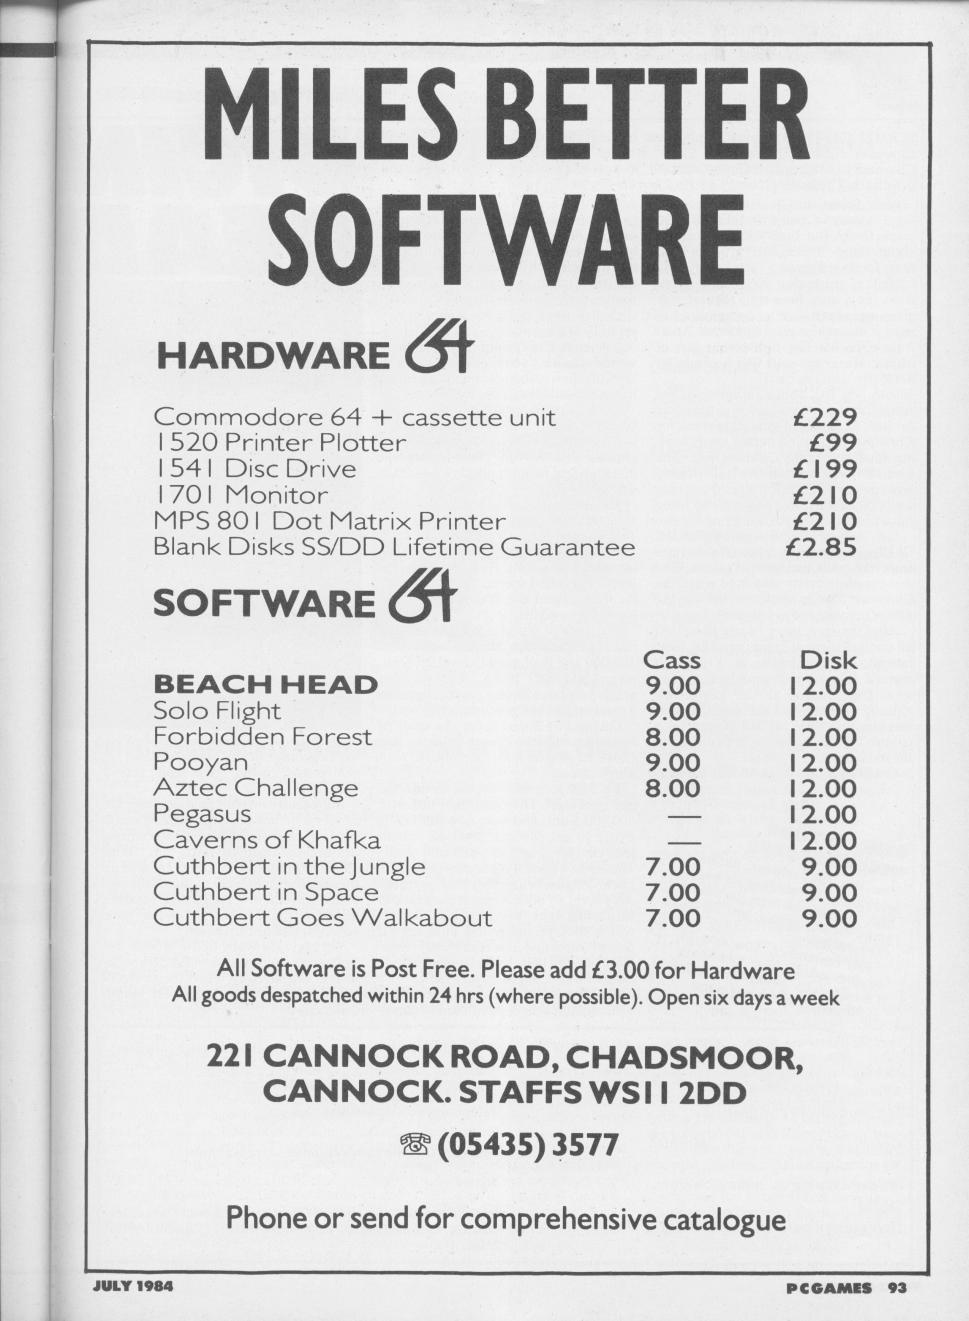 MILES BETTER
SOFTWARE
HARDWARE 64
Commodore 64 + cassette unit £229
1520 Printer Plotter £99
1541 Disc Drive £199
1701 Monitor £210
MPS 801 Dot Matrix Printer £210
Blank Disks SS/DD Lifetime Guarantee £2.85
SOFTWARE 64
Cass Disk
BEACH HEAD 9.00 12.00
Solo Flight 9.00 12.00
Forbidden Forest 8.00 12.00
Pooyan 9.00 12.00
Aztec Challenge 8.00 12.00
Pegasus — 12.00
Caverns of Khafka — 12.00
Cuthbert in the Jungle 7.00 9.00
Cuthbert in Space 7.00 9.00
Cuthbert Goes Walkabout 7.00 9.00
All Software is Post Free. Please add £3.00 for Hardware
All goods despatched within 24 hrs (where possible). Open six days a week
221 CANNOCK ROAD, CHADSMOOR,
CANNOCK. STAFFS WS11 2DD
☏ (05435) 3577
Phone or send for comprehensive catalogue
JULY 1984 PCGAMES 93